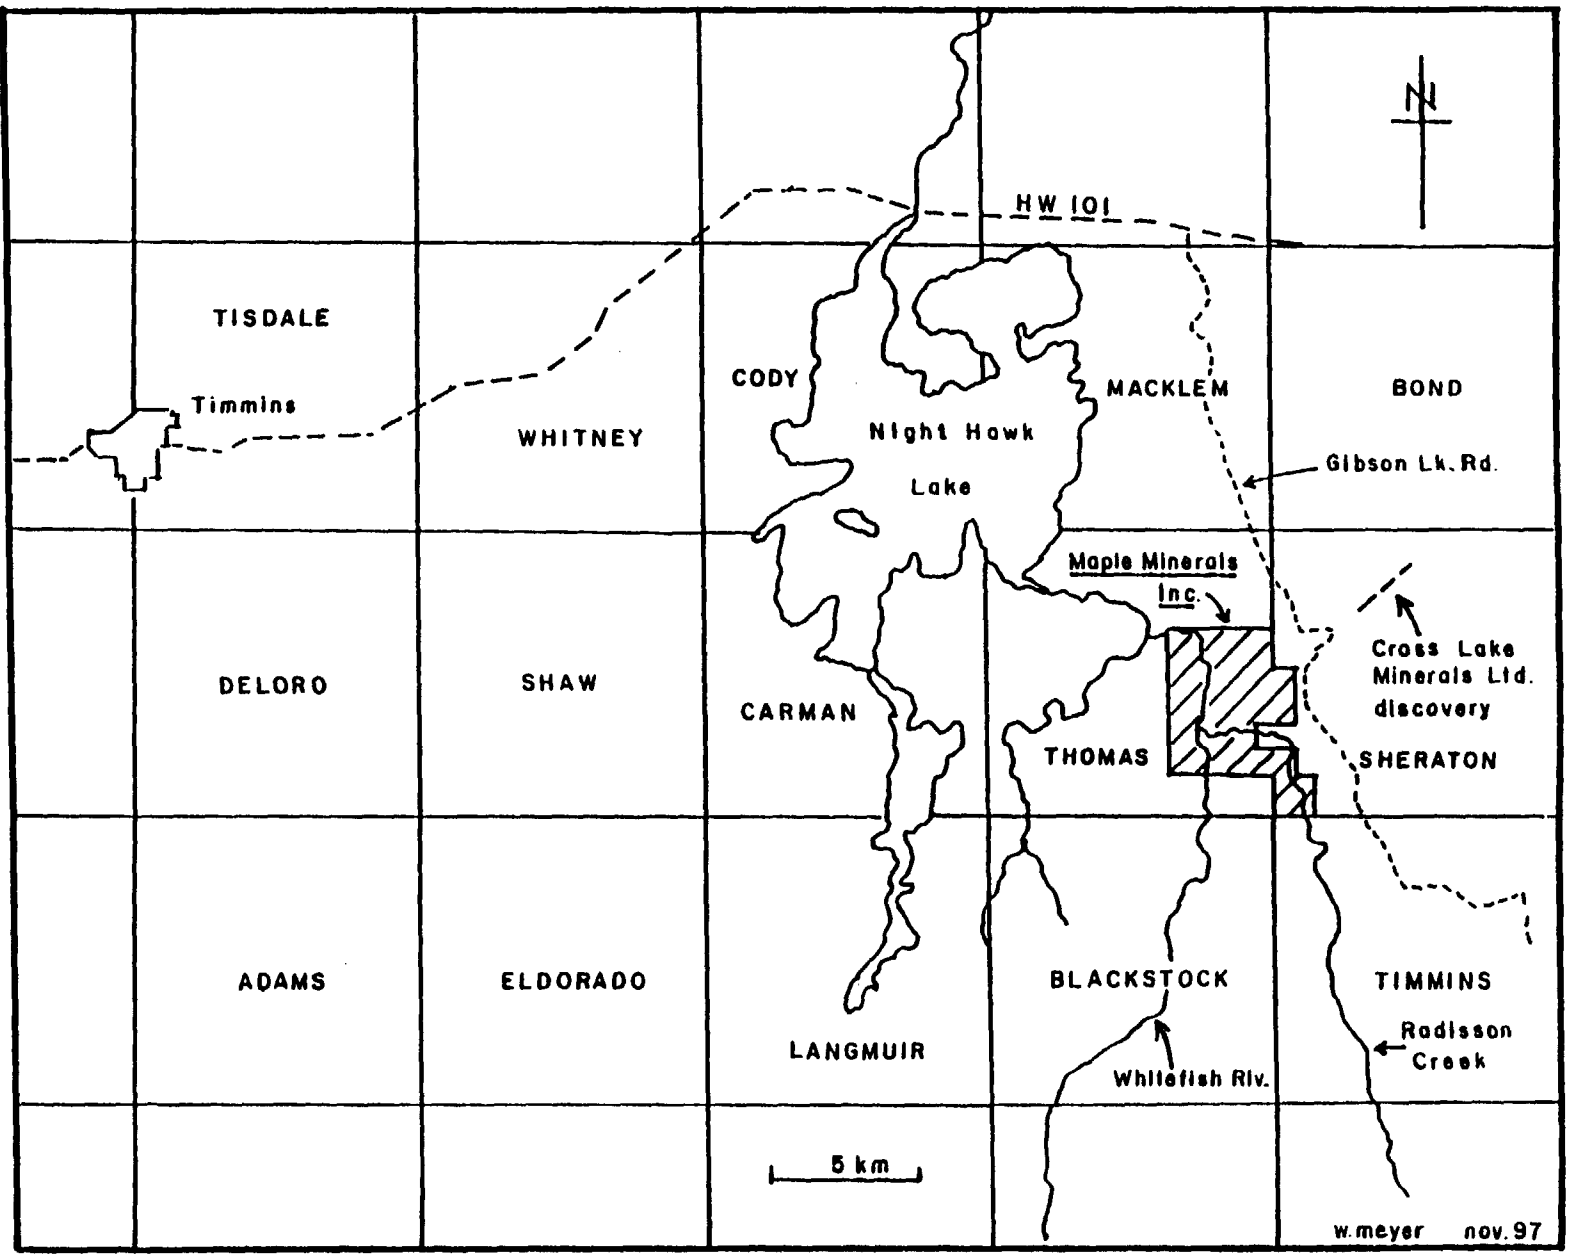 N
HW 101
TISDALE
Timmins
CODY
MACKLEM
BOND
WHITNEY
Night Hawk
Lake
Gibson Lk. Rd.
Maple Minerals
Inc.
Cross Lake
Minerals Ltd.
discovery
DELORO
SHAW
CARMAN
THOMAS
SHERATON
ADAMS
ELDORADO
BLACKSTOCK
TIMMINS
LANGMUIR
Radisson
Creek
Whitefish Riv.
5 km
w.meyer nov.97